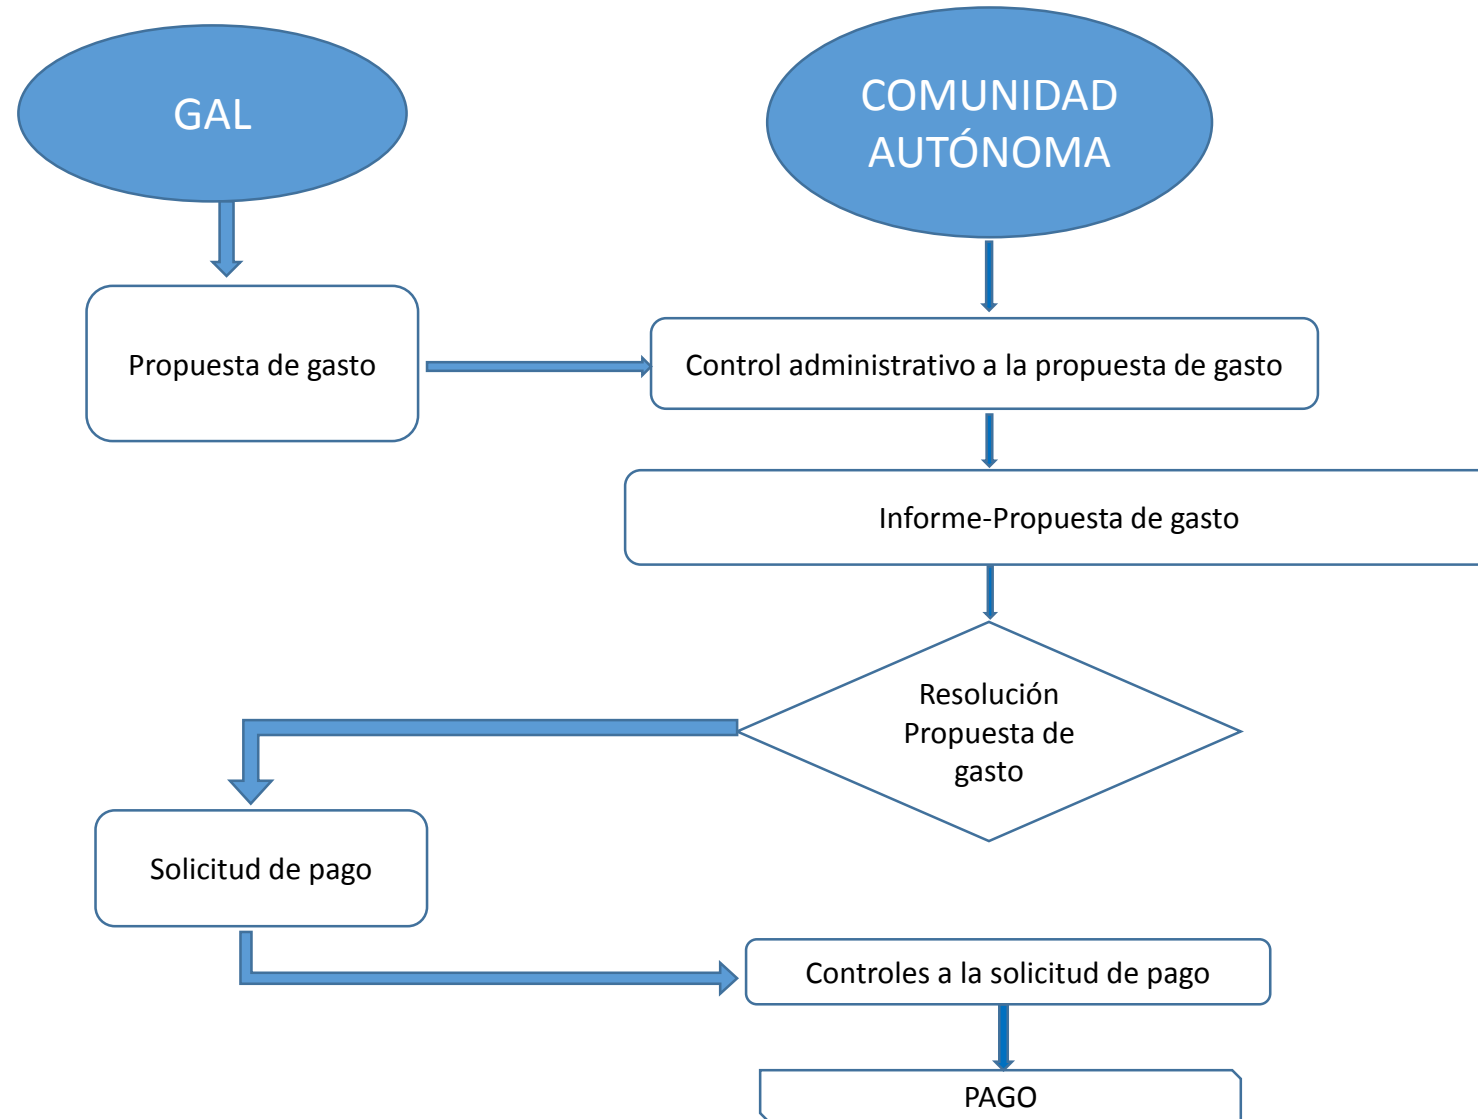 GAL
COMUNIDAD
AUTÓNOMA
Propuesta de gasto
Control administrativo a la propuesta de gasto
Informe-Propuesta de gasto
Resolución
Propuesta de
gasto
Solicitud de pago
Controles a la solicitud de pago
PAGO